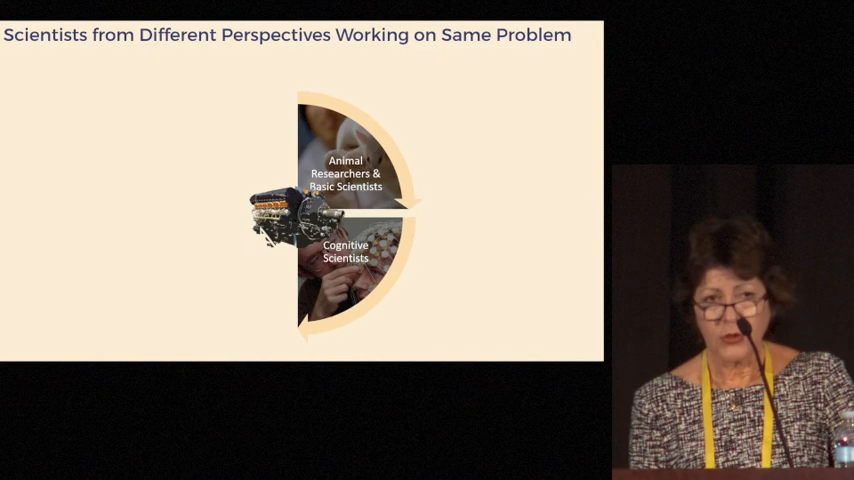 Scientists from Different Perspectives Working on Same Problem
Animal
Researchers &
Basic Scientists
Cognitive
Scientists